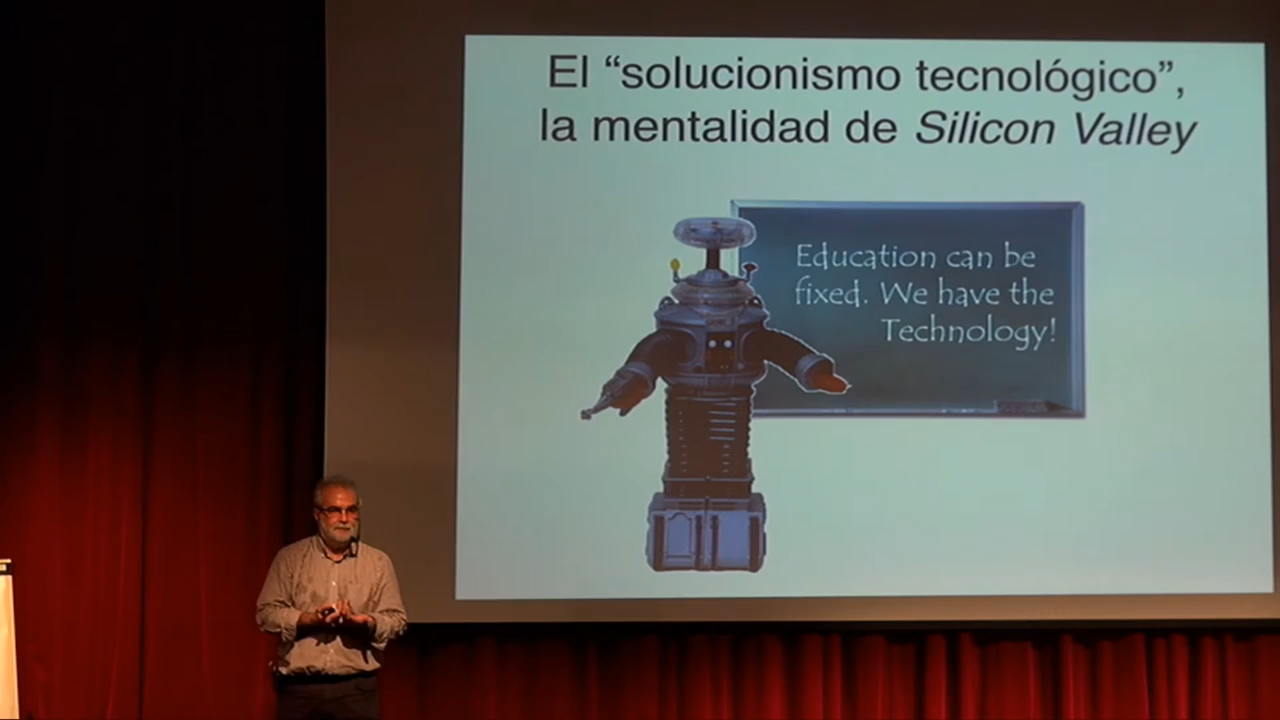 El “solucionismo tecnológico”,
la mentalidad de Silicon Valley
Education can be
fixed. We have the
Technology!